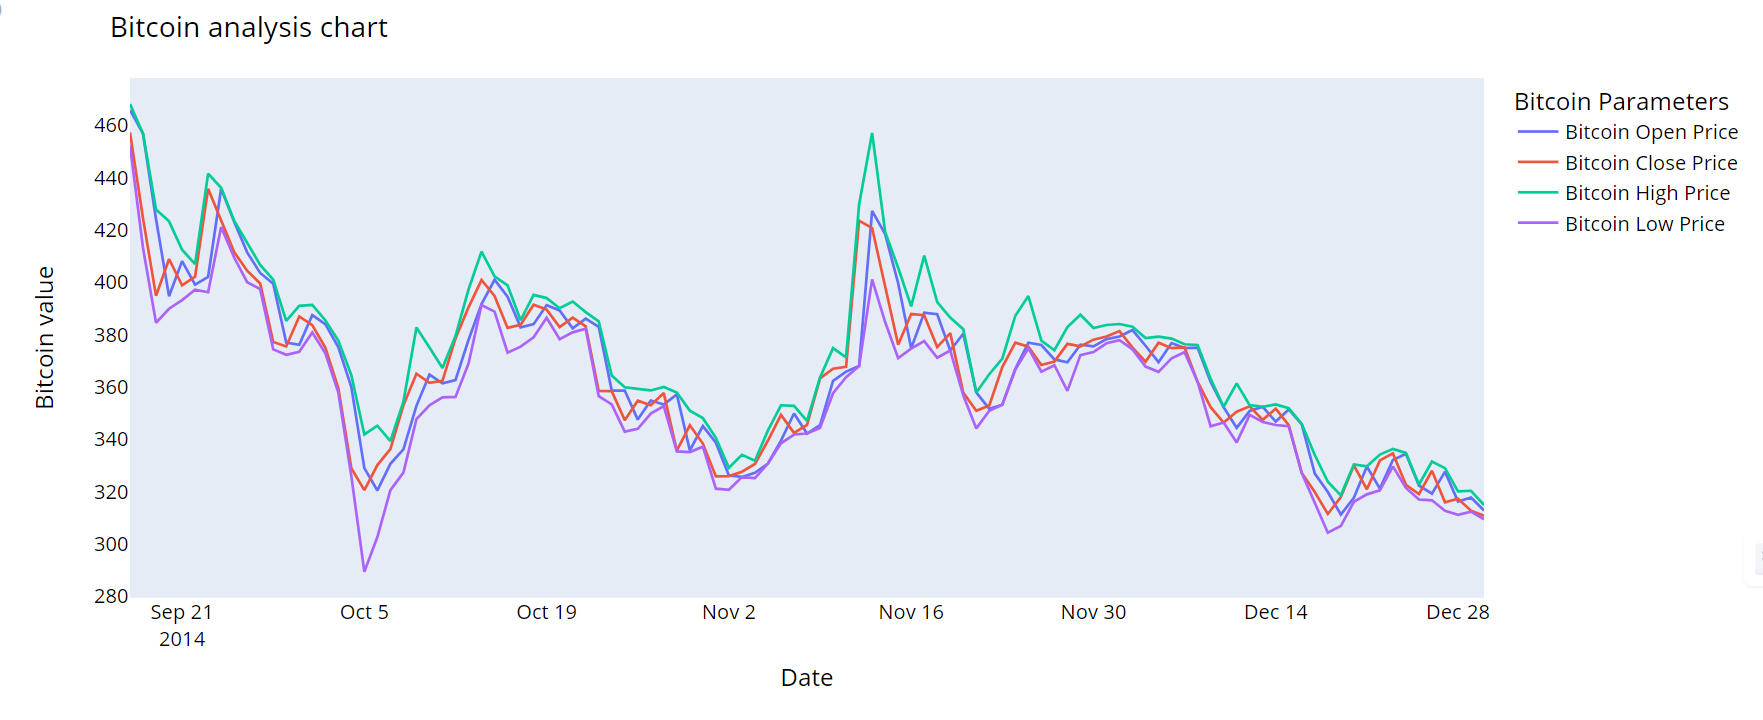 Bitcoin analysis chart
Bitcoin value
460
440
420
400
380
360
340
320
300
280
Sep 21 Oct 5 Oct 19 Nov 2 Nov 16 Nov 30 Dec 14 Dec 28
2014
Date
Bitcoin Parameters
Bitcoin Open Price
Bitcoin Close Price
Bitcoin High Price
Bitcoin Low Price